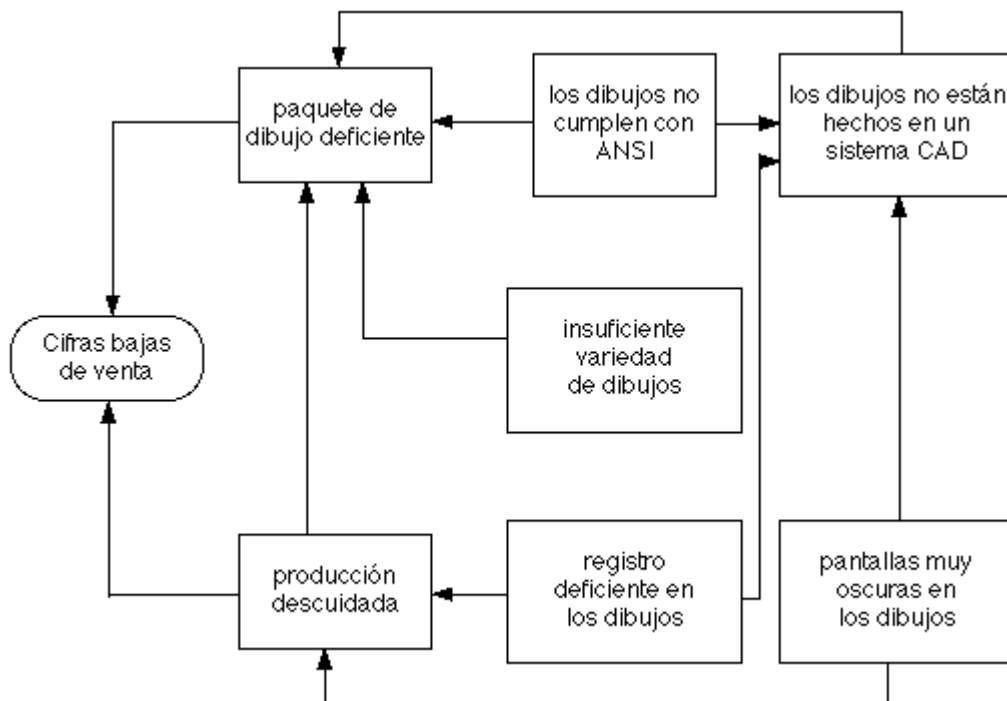 paquete de
dibujo deficiente
los dibujos no
cumplen con
ANSI
los dibujos no están
hechos en un
sistema CAD
Cifras bajas
de venta
insuficiente
variedad
de dibujos
producción
descuidada
registro
deficiente en
los dibujos
pantallas muy
oscuras en
los dibujos